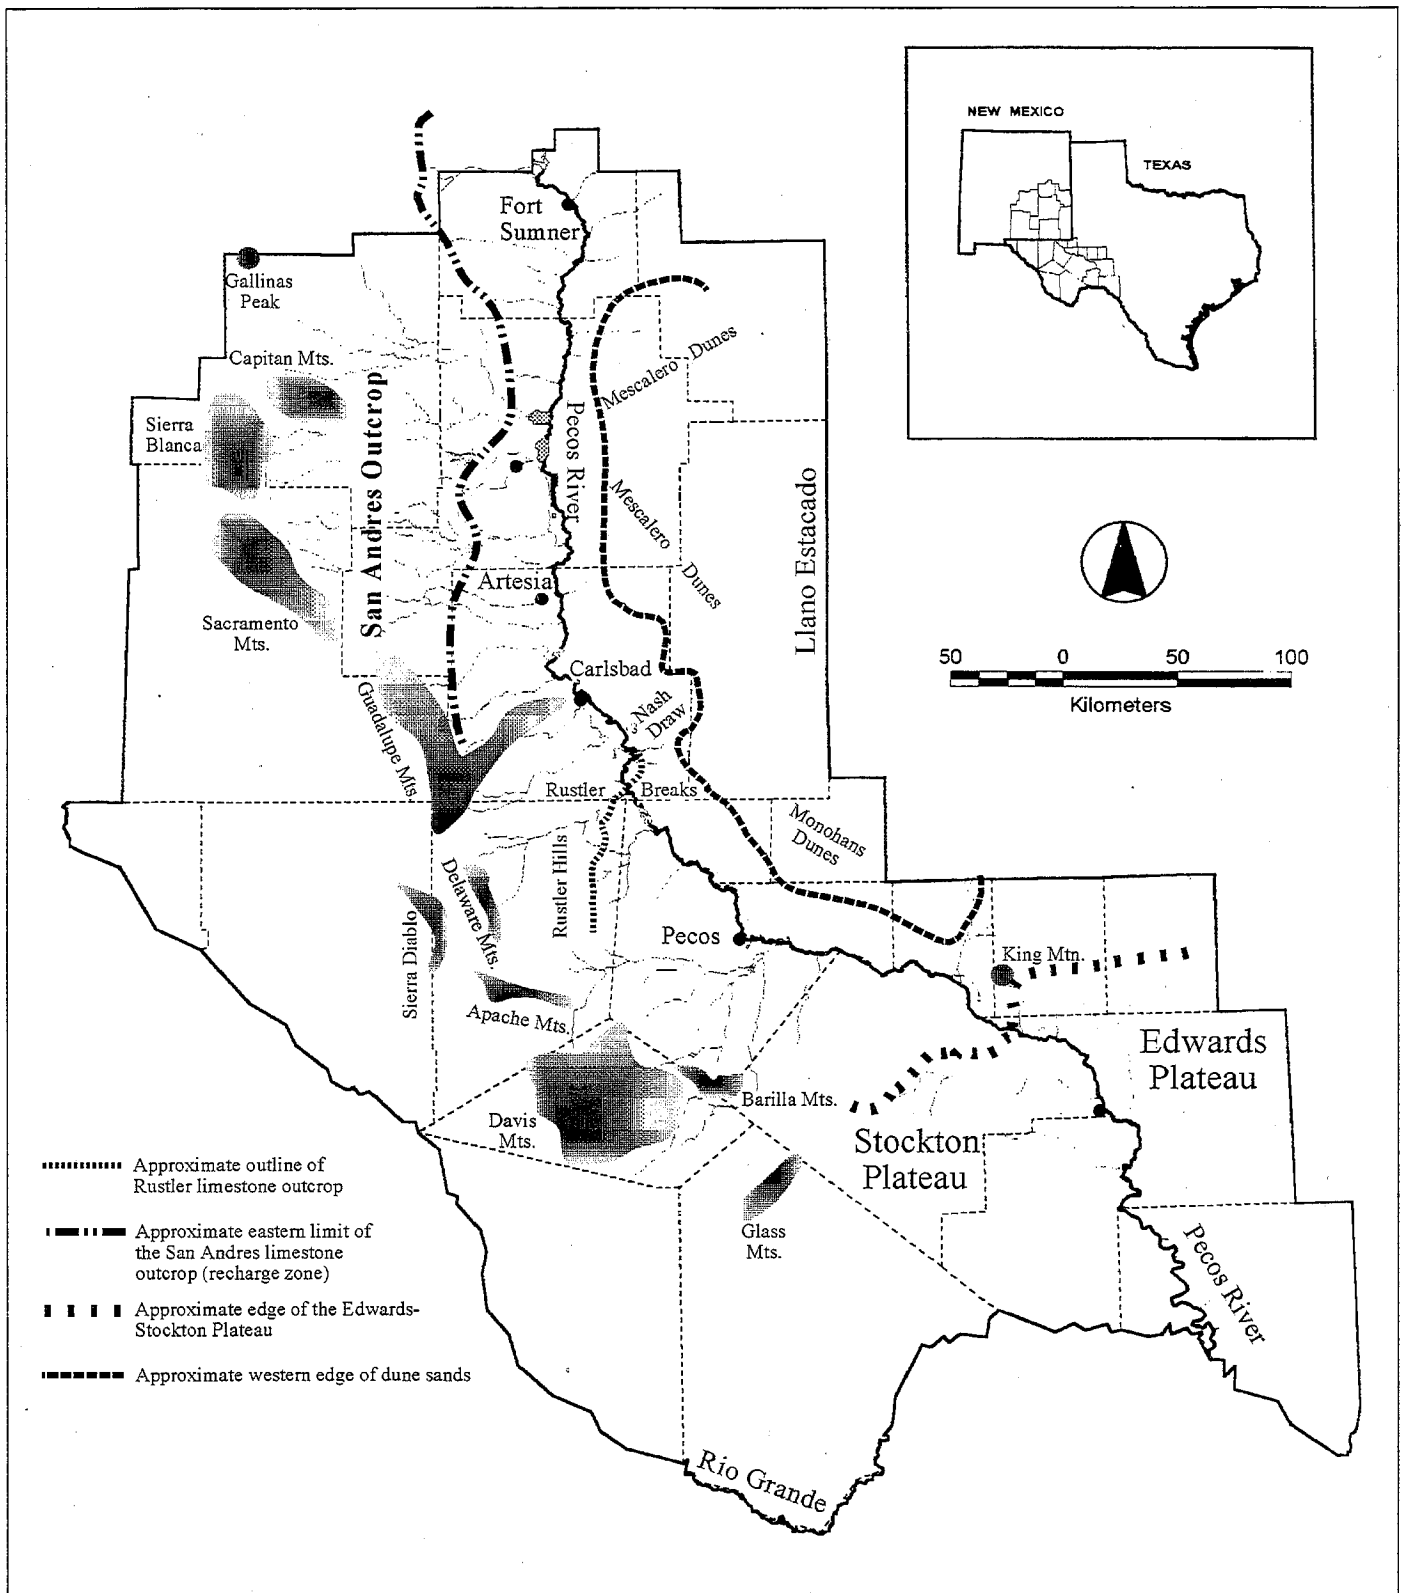 NEW MEXICO
TEXAS
Fort
Sumner
Gallinas
Peak
Capitan Mts.
Sierra
Blanca
San Andres Outcrop
Pecos River
Mescalero Dunes
Mescalero
Dunes
Llano Estacado
Artesia
Sacramento
Mts.
Carlsbad
Guadalupe Mts.
Nash
Draw
50 0 50 100
Kilometers
Rustler Breaks
Rustler Hills
Monohans
Dunes
Delaware Mts.
Sierra Diablo
Pecos
King Mtn.
Apache Mts.
Edwards
Plateau
Barilla Mts.
Davis
Mts.
Stockton
Plateau
Glass
Mts.
Pecos River
Rio Grande
Approximate outline of
Rustler limestone outcrop
Approximate eastern limit of
the San Andres limestone
outcrop (recharge zone)
Approximate edge of the Edwards-
Stockton Plateau
Approximate western edge of dune sands